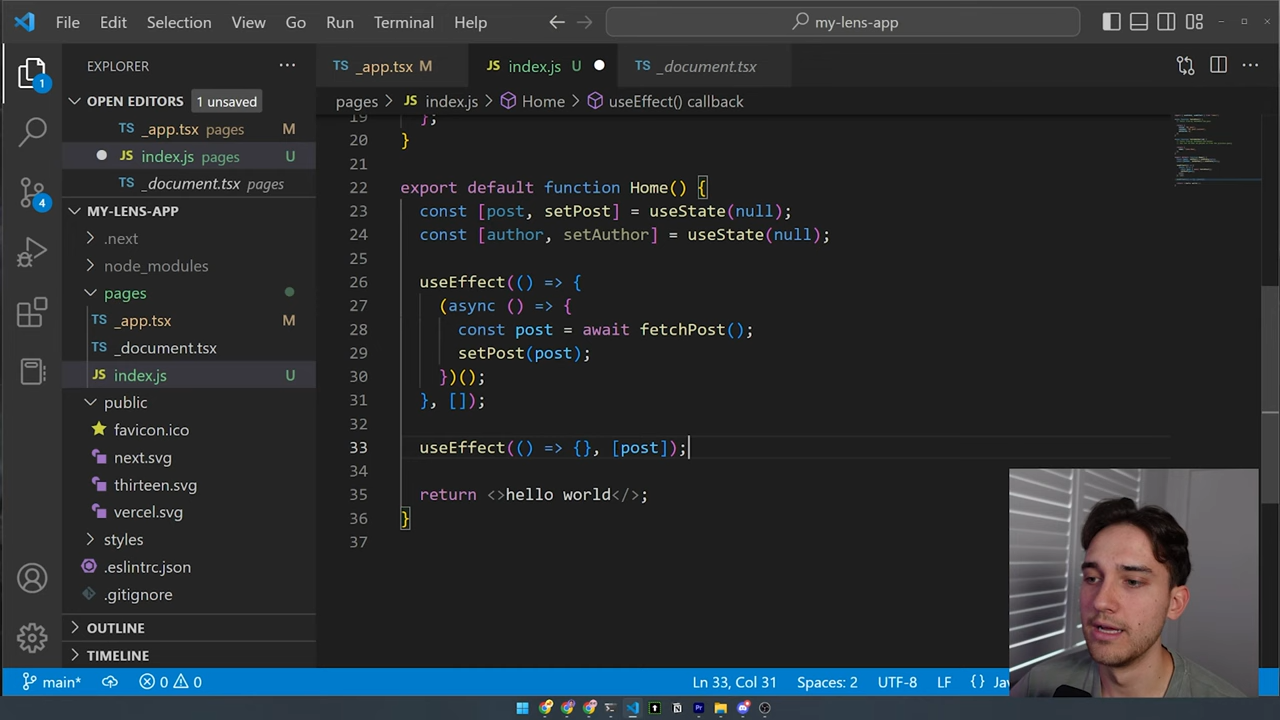 File Edit Selection View Go Run Terminal Help my-lens-app
EXPLORER
TS _app.tsx M JS index.js U TS _document.tsx
1
OPEN EDITORS 1 unsaved
pages > JS index.js > Home > useEffect() callback
TS _app.tsx pages M
JS index.js pages U
TS _document.tsx pages
4
MY-LENS-APP
.next
node_modules
pages
TS _app.tsx M
TS _document.tsx
JS index.js U
public
favicon.ico
next.svg
thirteen.svg
vercel.svg
styles
.eslintrc.json
.gitignore
OUTLINE
TIMELINE
19 };
20 }
21
22 export default function Home() {
23 const [post, setPost] = useState(null);
24 const [author, setAuthor] = useState(null);
25
26 useEffect(() => {
27 (async () => {
28 const post = await fetchPost();
29 setPost(post);
30 })();
31 }, []);
32
33 useEffect(() => {}, [post]);
34
35 return <>hello world</>;
36 }
37
main* 0 0 Ln 33, Col 31 Spaces: 2 UTF-8 LF {}